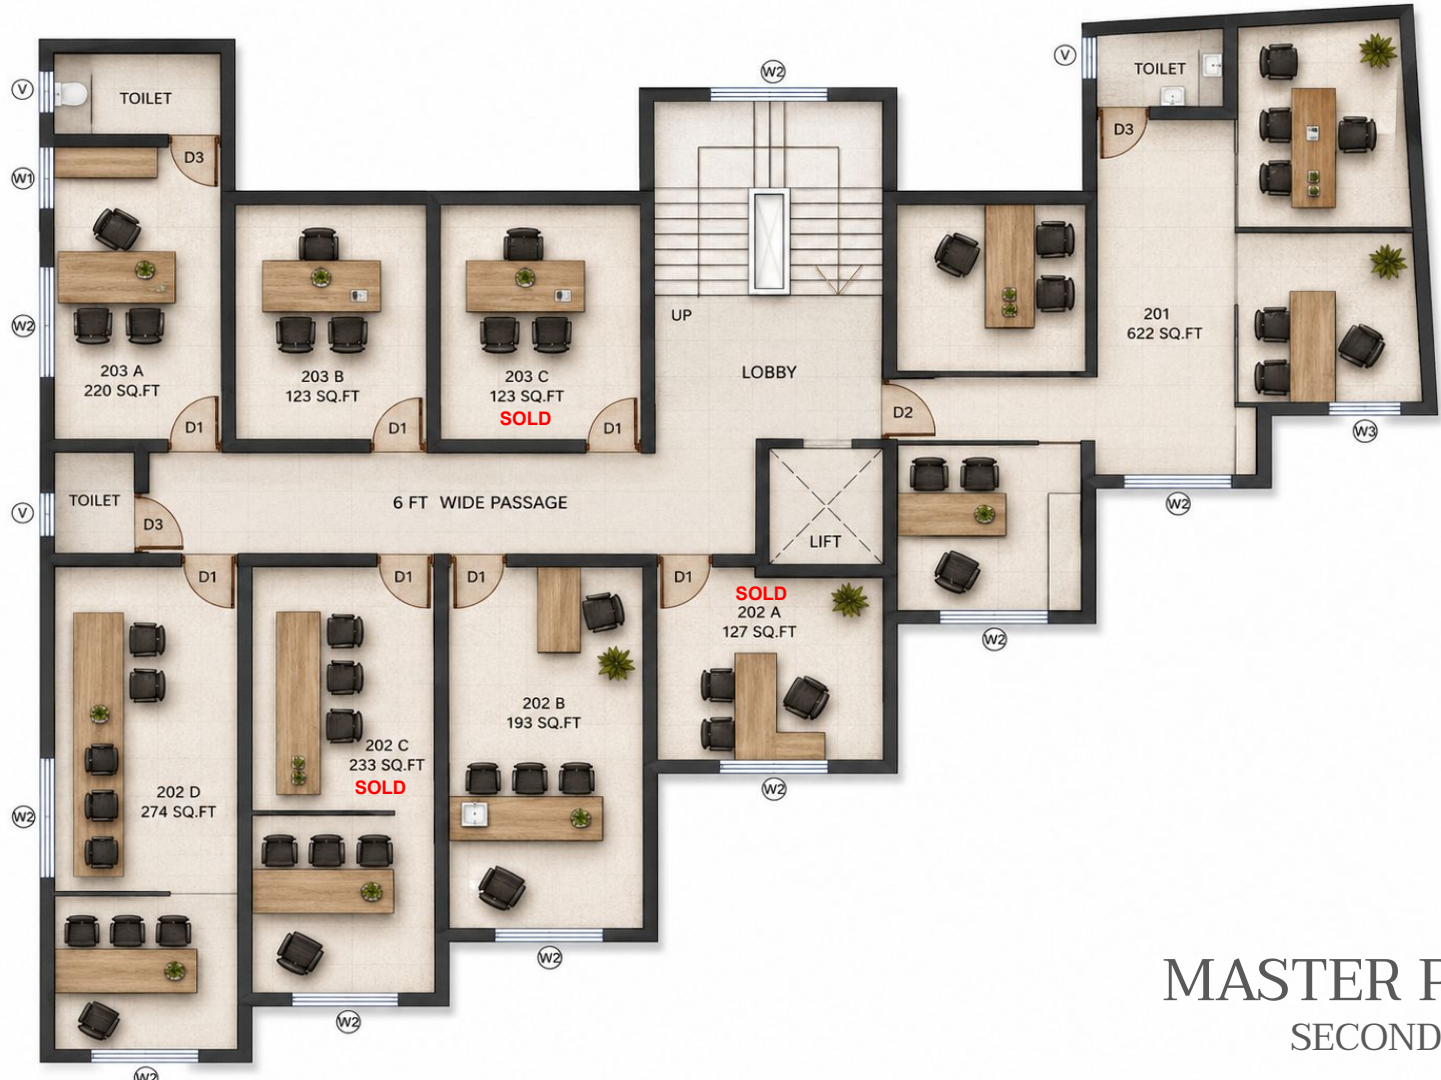 V
TOILET
D3
W1
W2
203 A
220 SQ.FT
D1
203 B
123 SQ.FT
D1
203 C
123 SQ.FT
SOLD
D1
W2
UP
LOBBY
V
TOILET
D3
201
622 SQ.FT
D2
W3
W2
W2
V
TOILET
D3
6 FT WIDE PASSAGE
LIFT
D1
D1
D1
D1
SOLD
202 A
127 SQ.FT
W2
202 B
193 SQ.FT
W2
202 C
233 SQ.FT
SOLD
W2
202 D
274 SQ.FT
W2
W2
MASTER
SECOND